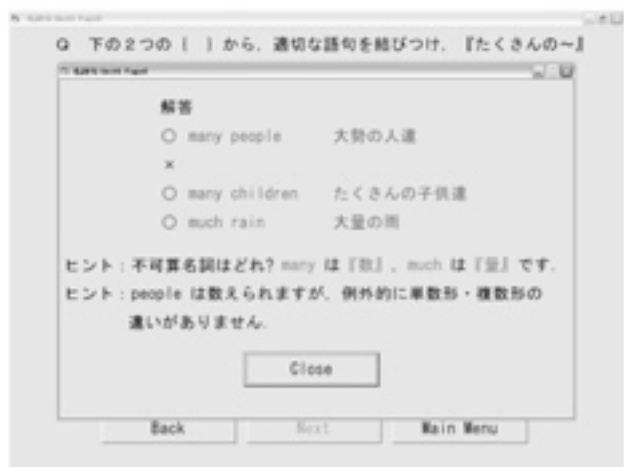 Q 下の2つの { } から, 適切な語句を結びつけ, 『たくさんの~』
解答
○ many people 大勢の人達
×
○ many children たくさんの子供達
○ much rain 大量の雨
ヒント：不可算名詞はどれ? many は『数』, much は『量』です.
ヒント：people は数えられますが, 例外的に単数形・複数形の
違いがありません.
Close
Back
Next
Main Menu